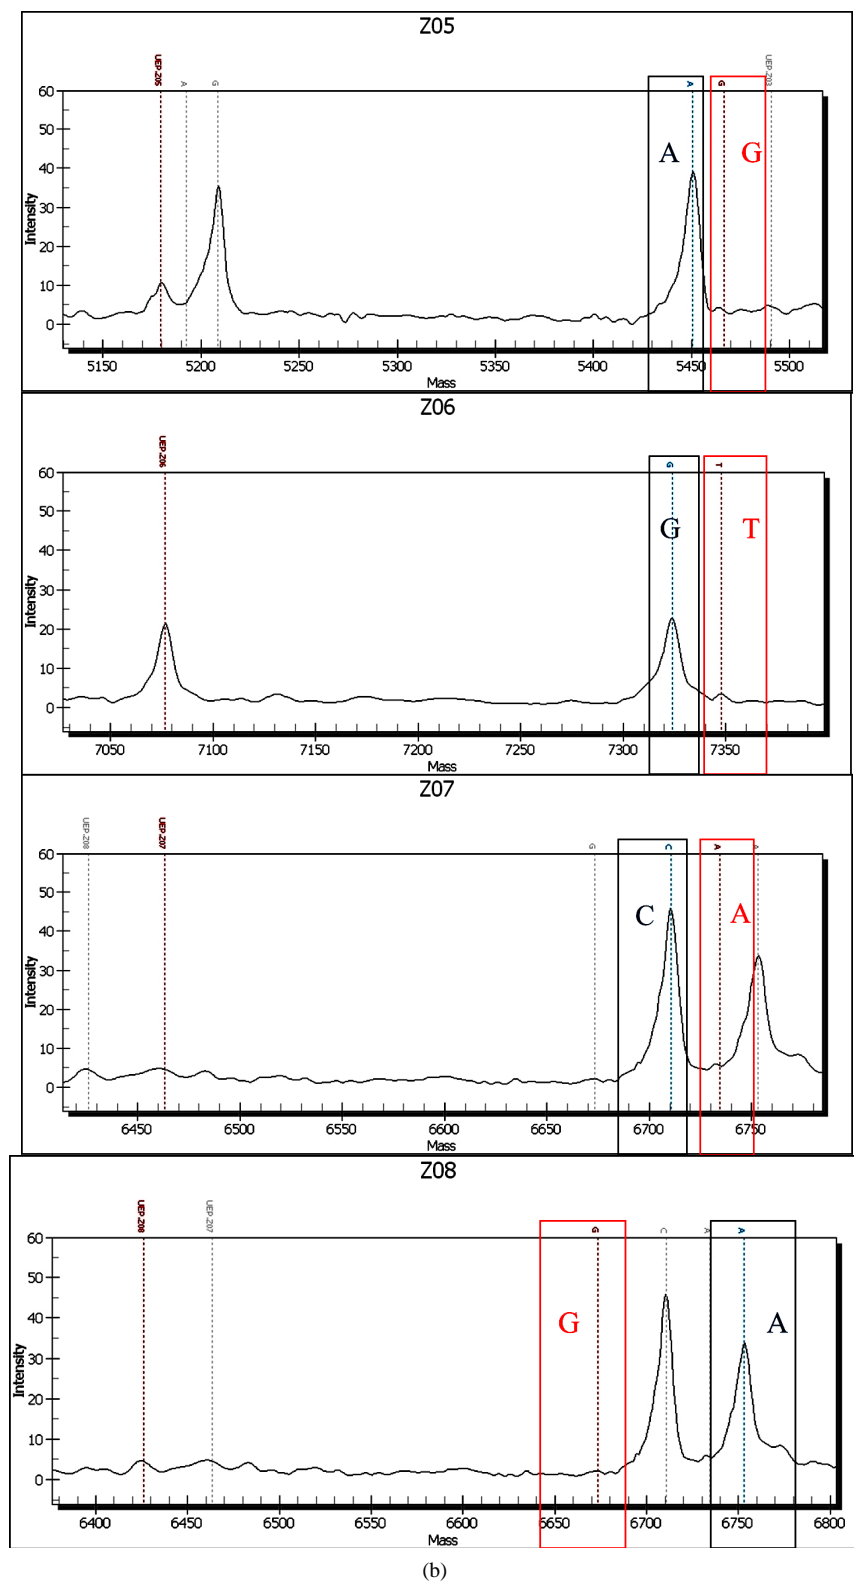 Z05
UEP.Z05 A G A G UEP.Z03
60
50
40
30
20
10
0
Intensity
A G
5150 5200 5250 5300 5350 5400 5450 5500
Mass
Z06
UEP.Z06 G T
60
50
40
30
20
10
0
Intensity
G T
7050 7100 7150 7200 7250 7300 7350
Mass
Z07
UEP.Z08 UEP.Z07 G C A A
60
50
40
30
20
10
0
Intensity
C A
6450 6500 6550 6600 6650 6700 6750
Mass
Z08
UEP.Z08 UEP.Z07 G C A A
60
50
40
30
20
10
0
Intensity
G A
6400 6450 6500 6550 6600 6650 6700 6750 6800
Mass
(b)